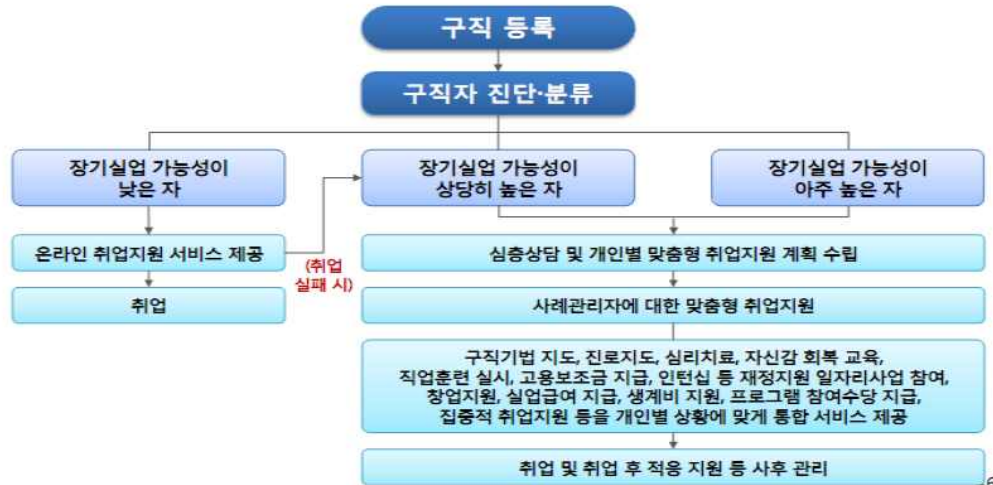 구직 등록
구직자 진단·분류
장기실업 가능성이
낮은 자
장기실업 가능성이
상당히 높은 자
장기실업 가능성이
아주 높은 자
온라인 취업지원 서비스 제공
(취업
실패 시)
취업
심층상담 및 개인별 맞춤형 취업지원 계획 수립
사례관리자에 대한 맞춤형 취업지원
구직기법 지도, 진로지도, 심리치료, 자신감 회복 교육,
직업훈련 실시, 고용보조금 지급, 인턴십 등 재정지원 일자리사업 참여,
창업지원, 실업급여 지급, 생계비 지원, 프로그램 참여수당 지급,
집중적 취업지원 등을 개인별 상황에 맞게 통합 서비스 제공
취업 및 취업 후 적응 지원 등 사후 관리